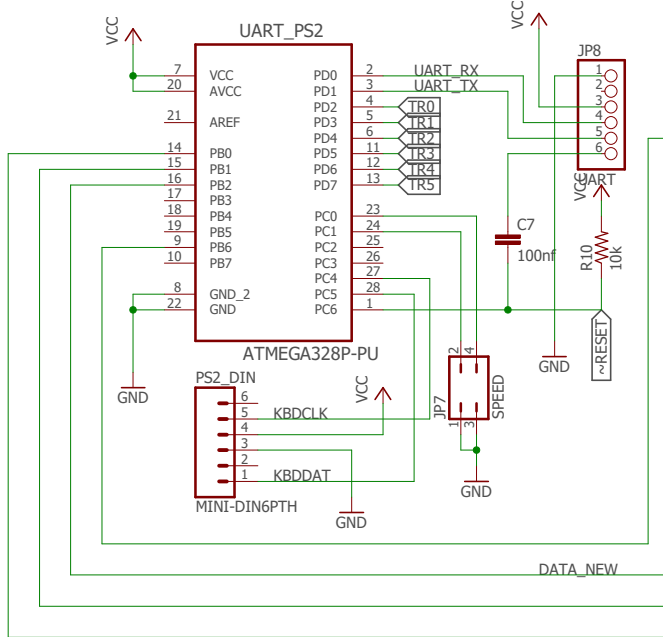 VCC
UART_PS2
VCC
JP8
7 VCC PD0 2 UART_RX 1
20 AVCC PD1 3 UART_TX 2
PD2 4 TR0 3
21 AREF PD3 5 TR1 4
PD4 6 TR2 5
14 PB0 PD5 11 TR3 6
15 PB1 PD6 12 TR4 UART
16 PB2 PD7 13 TR5 VCC
17 PB3
18 PB4 PC0 23 C7
19 PB5 PC1 24
9 PB6 PC2 25 100nf R10 10k
10 PB7 PC3 26
PC4 27
8 GND_2 PC5 28
22 GND PC6 1
ATMEGA328P-PU
2 4
GND ~RESET
PS2_DIN
GND VCC
JP7 SPEED
6
5 KBDCLK
4 1 3
3
2
1 KBDDAT
GND
MINI-DIN6PTH
GND
DATA_NEW